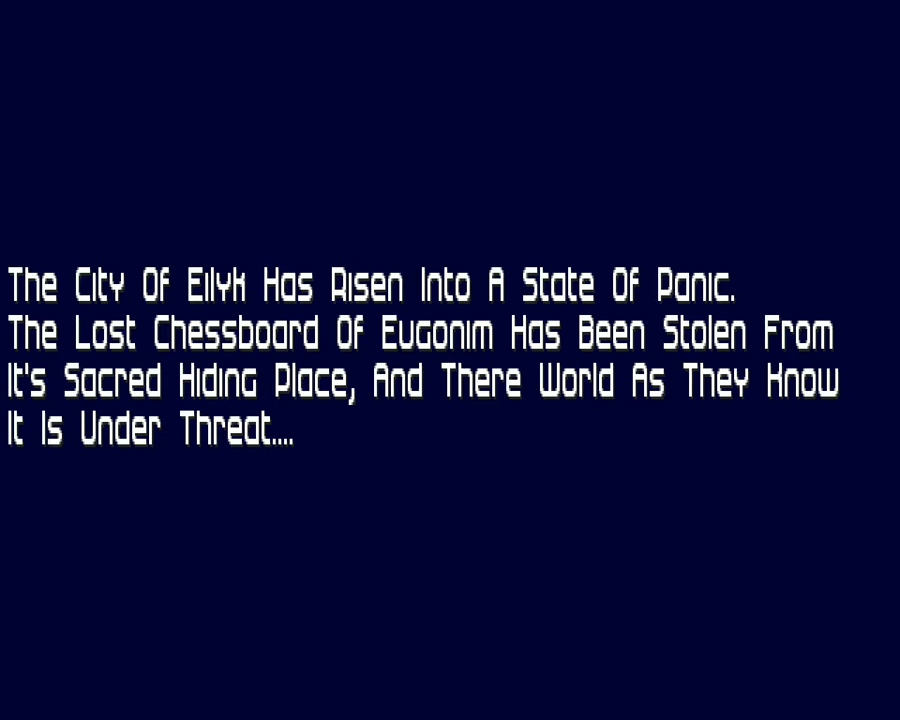 The City Of Eilyk Has Risen Into A State Of Panic.
The Lost Chessboard Of Eugonim Has Been Stolen From
It's Sacred Hiding Place, And There World As They Know
It Is Under Threat....